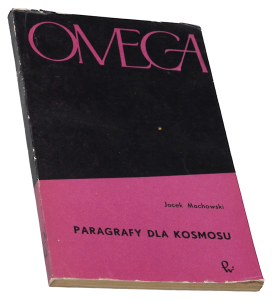 OMEGA
Jacek Machowski
PARAGRAFY DLA KOSMOSU